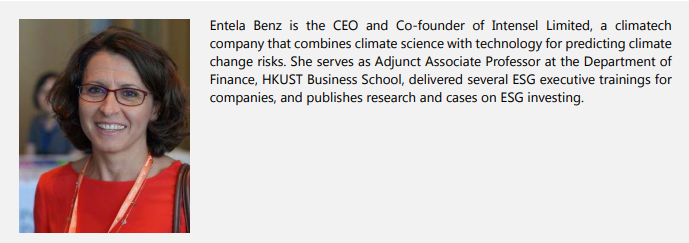 Entela Benz is the CEO and Co-founder of Intensel Limited, a climatech
company that combines climate science with technology for predicting climate
change risks. She serves as Adjunct Associate Professor at the Department of
Finance, HKUST Business School, delivered several ESG executive trainings for
companies, and publishes research and cases on ESG investing.